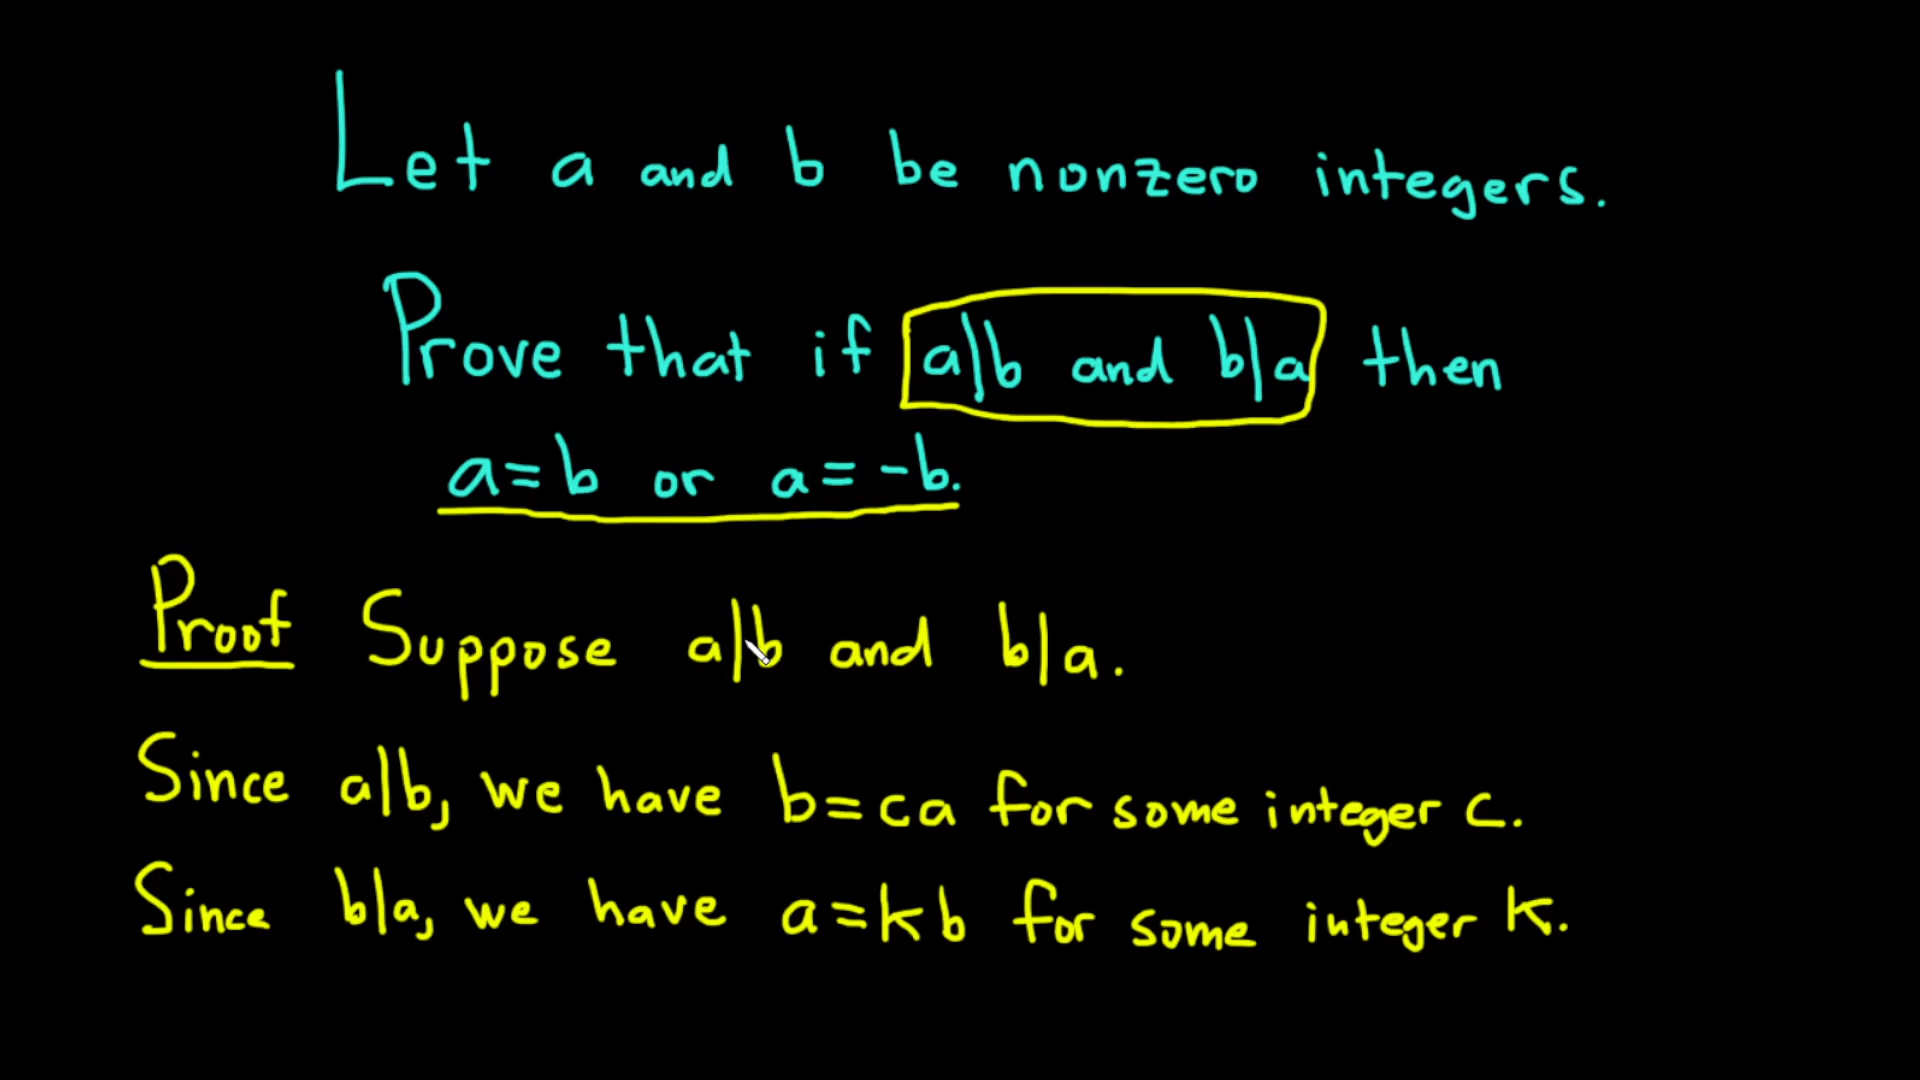 Let a and b be nonzero integers.
Prove that if a|b and b|a then
a=b or a=-b.
Proof Suppose a|b and b|a.
Since a|b, we have b=ca for some integer c.
Since b|a, we have a=kb for some integer k.